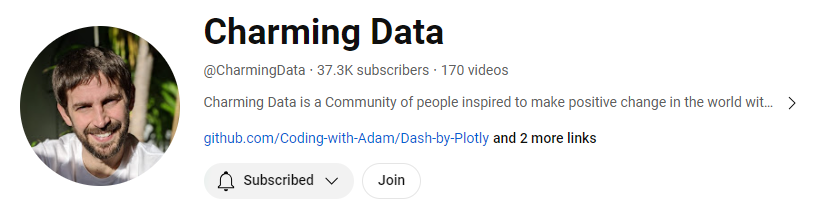 Charming Data
@CharmingData · 37.3K subscribers · 170 videos
Charming Data is a Community of people inspired to make positive change in the world wit...
github.com/Coding-with-Adam/Dash-by-Plotly and 2 more links
Subscribed Join